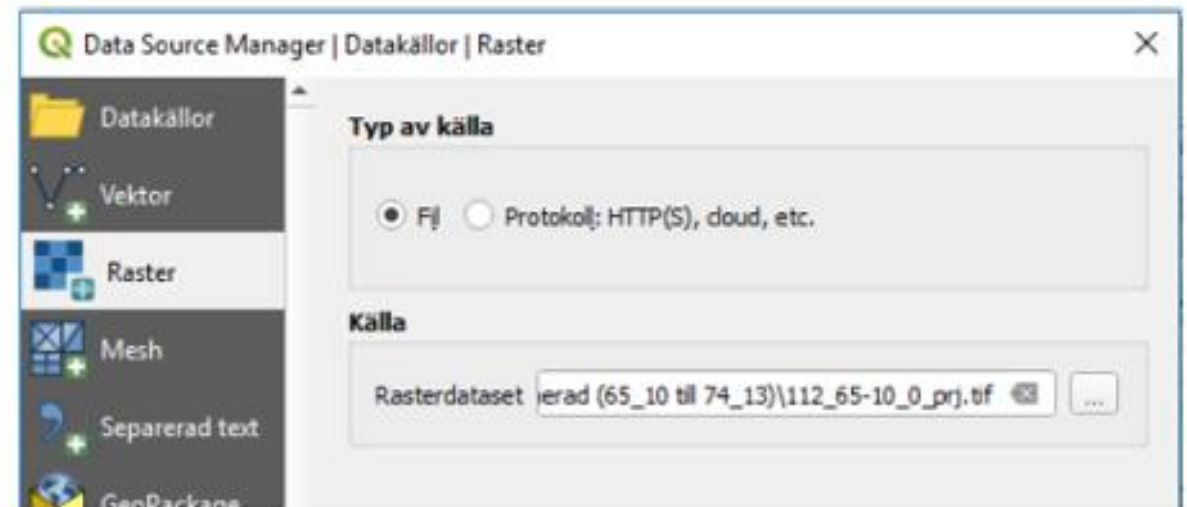 Data Source Manager | Datakällor | Raster
Datakällor
Vektor
Raster
Mesh
Separerad text
GeoPackage
Typ av källa
Fil Protokoll: HTTP(S), cloud, etc.
Källa
Rasterdataset erad (65_10 till 74_13)\112_65-10_0_prj.tif
...